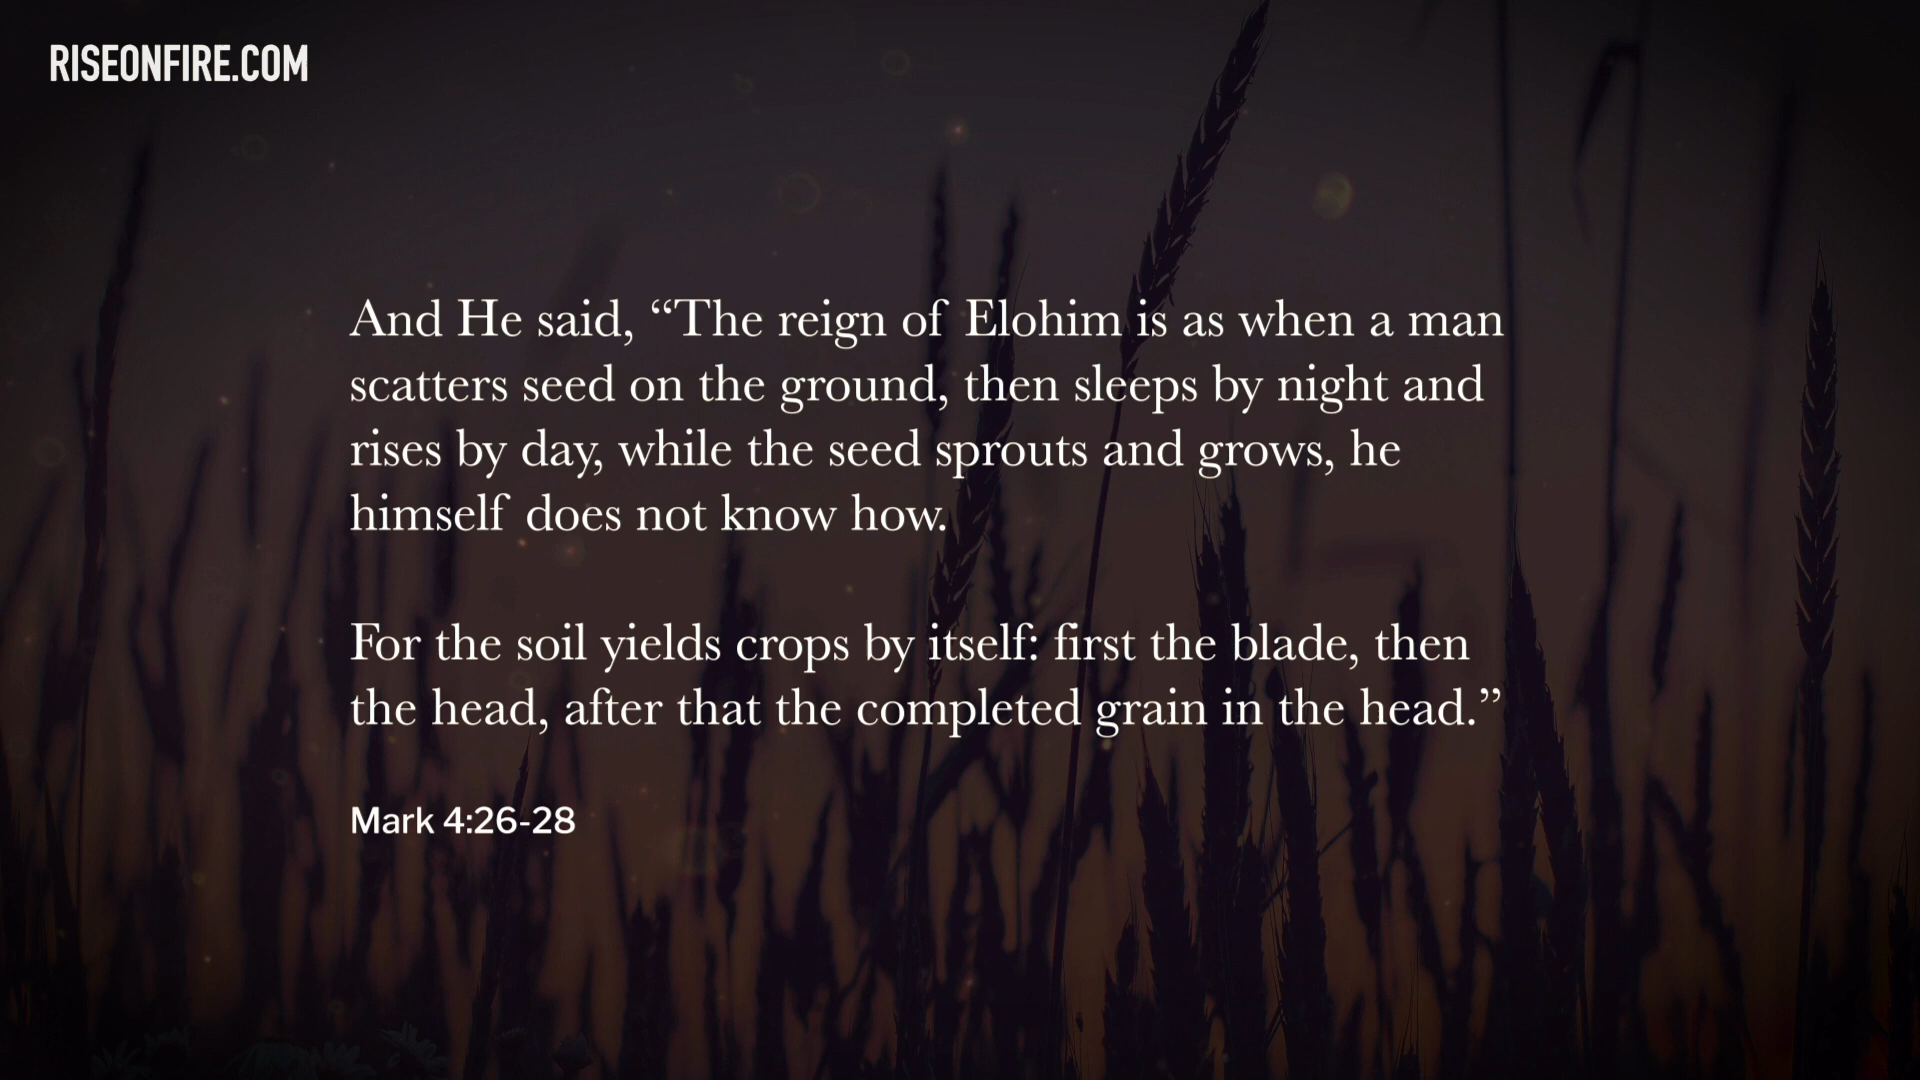 RISEONFIRE.COM
And He said, “The reign of Elohim is as when a man
scatters seed on the ground, then sleeps by night and
rises by day, while the seed sprouts and grows, he
himself does not know how.
For the soil yields crops by itself: first the blade, then
the head, after that the completed grain in the head.”
Mark 4:26-28